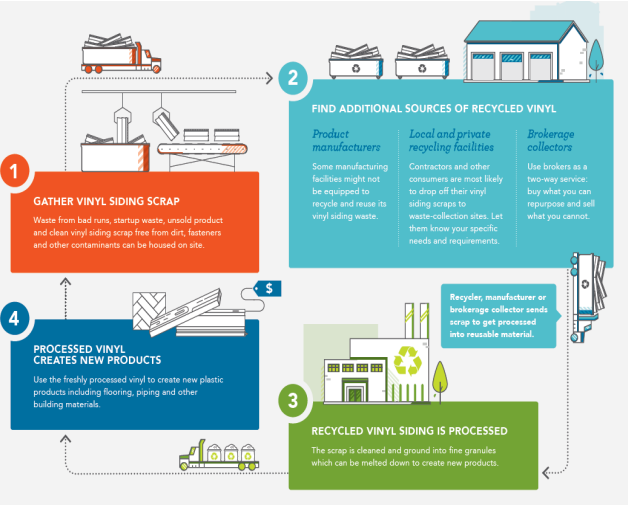 1
GATHER VINYL SIDING SCRAP
Waste from bad runs, startup waste, unsold product
and clean vinyl siding scrap free from dirt, fasteners
and other contaminants can be housed on site.
2
FIND ADDITIONAL SOURCES OF RECYCLED VINYL
Product
manufacturers
Some manufacturing
facilities might not
be equipped to
recycle and reuse its
vinyl siding waste.
Local and private
recycling facilities
Contractors and other
consumers are most likely
to drop off their vinyl
siding scraps to
waste-collection sites. Let
them know your specific
needs and requirements.
Brokerage
collectors
Use brokers as a
two-way service:
buy what you can
repurpose and sell
what you cannot.
Recycler, manufacturer or
brokerage collector sends
scrap to get processed
into reusable material.
3
RECYCLED VINYL SIDING IS PROCESSED
The scrap is cleaned and ground into fine granules
which can be melted down to create new products.
$
4
PROCESSED VINYL
CREATES NEW PRODUCTS
Use the freshly processed vinyl to create new plastic
products including flooring, piping and other
building materials.